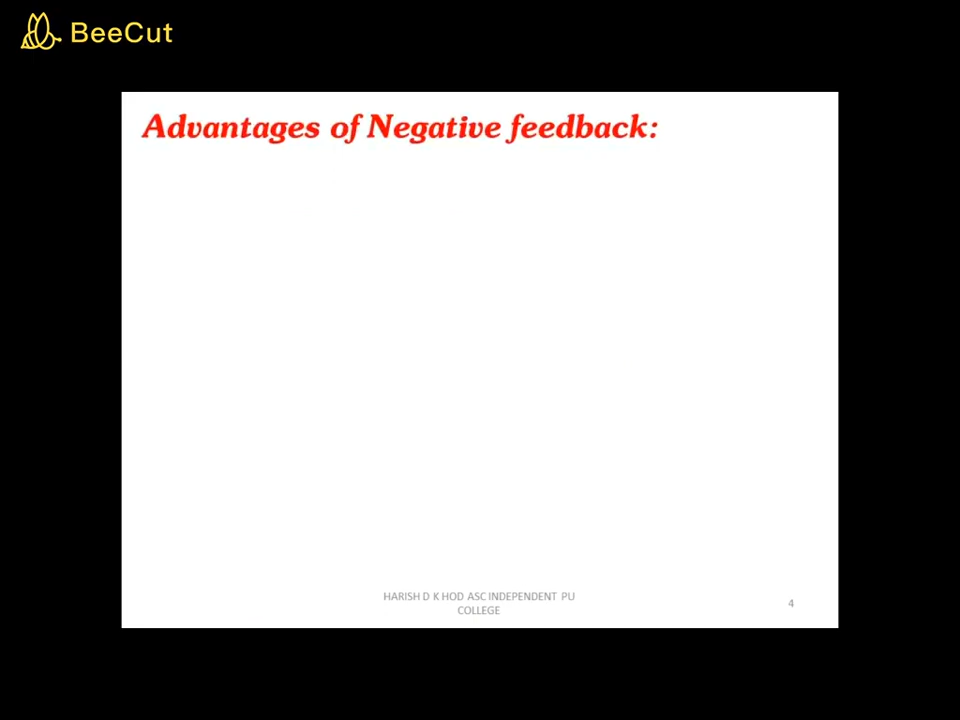 BeeCut
Advantages of Negative feedback:
HARISH D K HOD ASC INDEPENDENT PU
COLLEGE
4